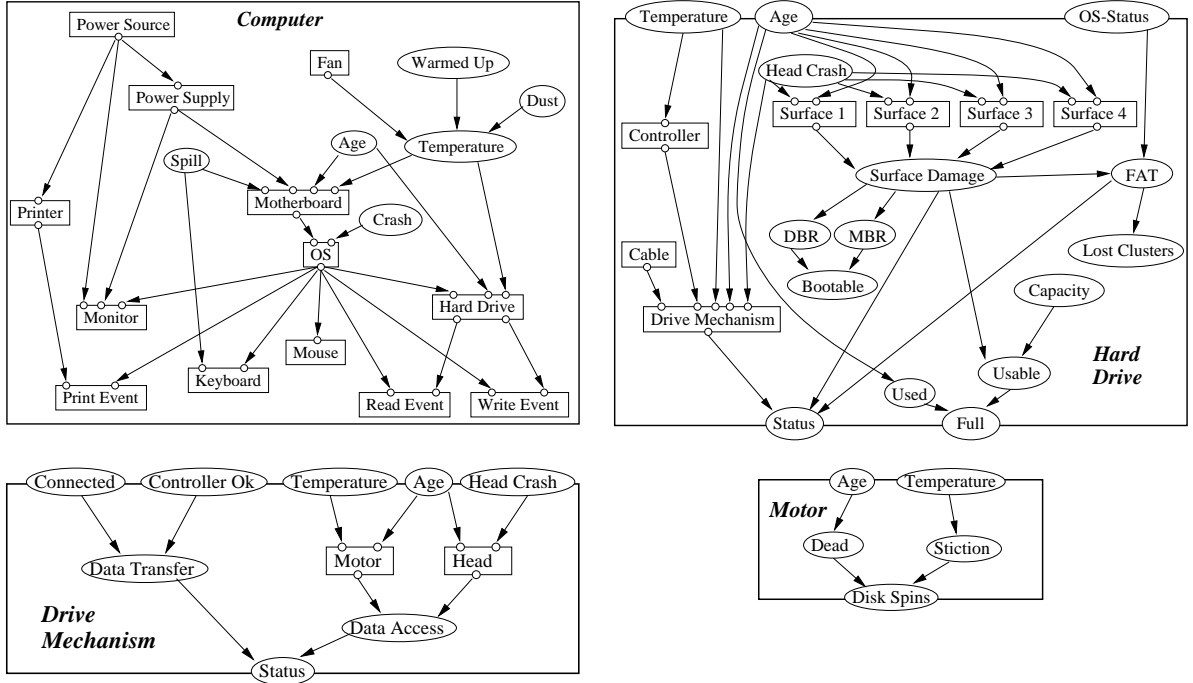 Computer
Power Source
Fan
Warmed Up
Power Supply
Dust
Age
Temperature
Spill
Motherboard
Printer
Crash
OS
Hard Drive
Monitor
Mouse
Keyboard
Print Event
Read Event
Write Event
Temperature
Age
OS-Status
Head Crash
Surface 1
Surface 2
Surface 3
Surface 4
Controller
Surface Damage
FAT
DBR
MBR
Lost Clusters
Cable
Bootable
Capacity
Drive Mechanism
Hard
Drive
Usable
Used
Status
Full
Connected
Controller Ok
Temperature
Age
Head Crash
Data Transfer
Motor
Head
Drive
Mechanism
Data Access
Status
Age
Temperature
Motor
Dead
Stiction
Disk Spins